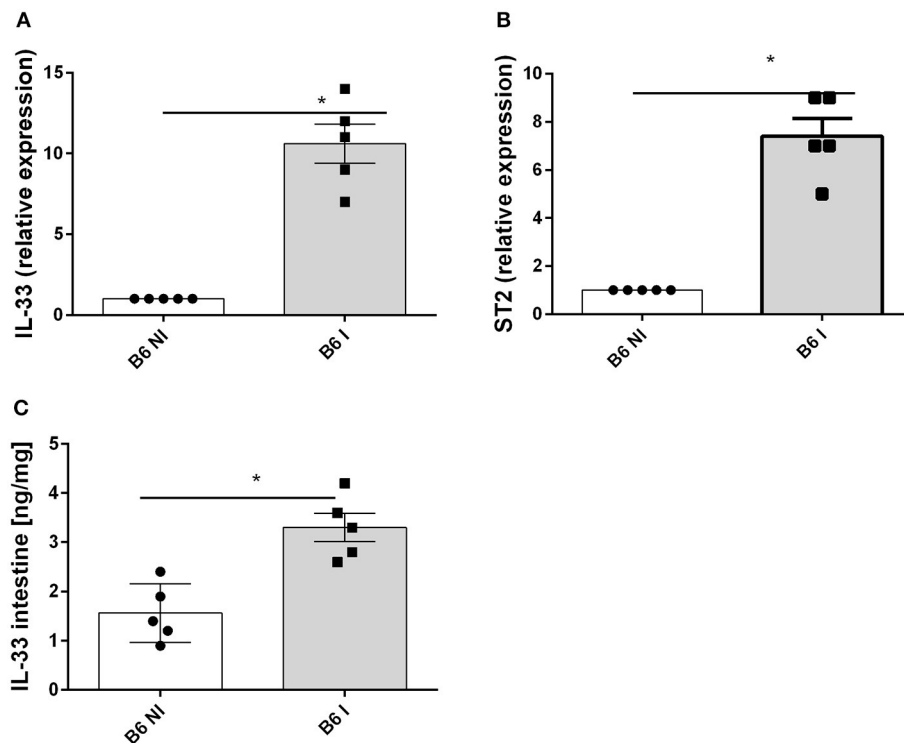 A
IL-33 (relative expression)
15
10
5
0
*
B6 NI
B6 I
B
ST2 (relative expression)
10
8
6
4
2
0
*
B6 NI
B6 I
C
IL-33 intestine [ng/mg]
5
4
3
2
1
0
*
B6 NI
B6 I